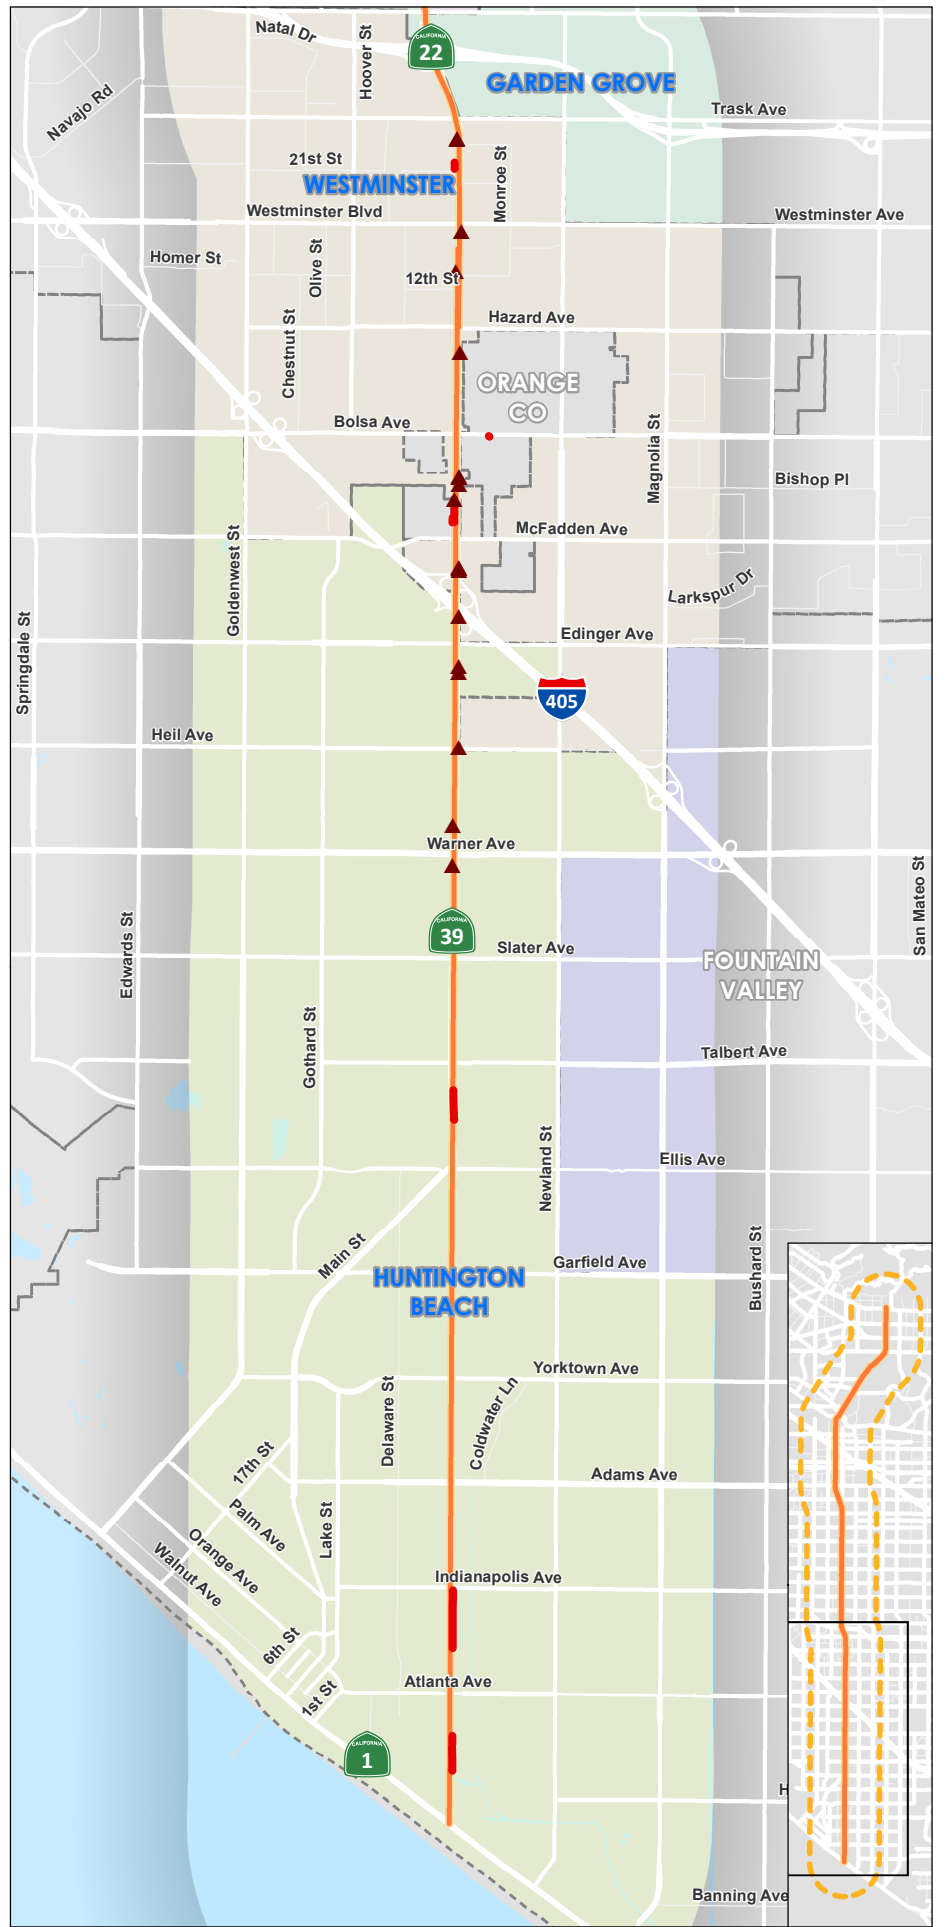 Natal Dr
Hoover St
CALIFORNIA
22
GARDEN GROVE
Navajo Rd
Trask Ave
21st St
Monroe St
WESTMINSTER
Westminster Blvd
Westminster Ave
Homer St
Olive St
12th St
Chestnut St
Hazard Ave
ORANGE
CO
Bolsa Ave
Magnolia St
Bishop Pl
Goldenwest St
McFadden Ave
Larkspur Dr
Springdale St
Edinger Ave
405
Heil Ave
Warner Ave
San Mateo St
CALIFORNIA
39
Edwards St
Slater Ave
FOUNTAIN
VALLEY
Gothard St
Talbert Ave
Newland St
Ellis Ave
Main St
Bushard St
Garfield Ave
HUNTINGTON
BEACH
Yorktown Ave
Delaware St
Coldwater Ln
17th St
Adams Ave
Palm Ave
Lake St
Orange Ave
Walnut Ave
Indianapolis Ave
6th St
Atlanta Ave
1st St
CALIFORNIA
1
H
Banning Ave